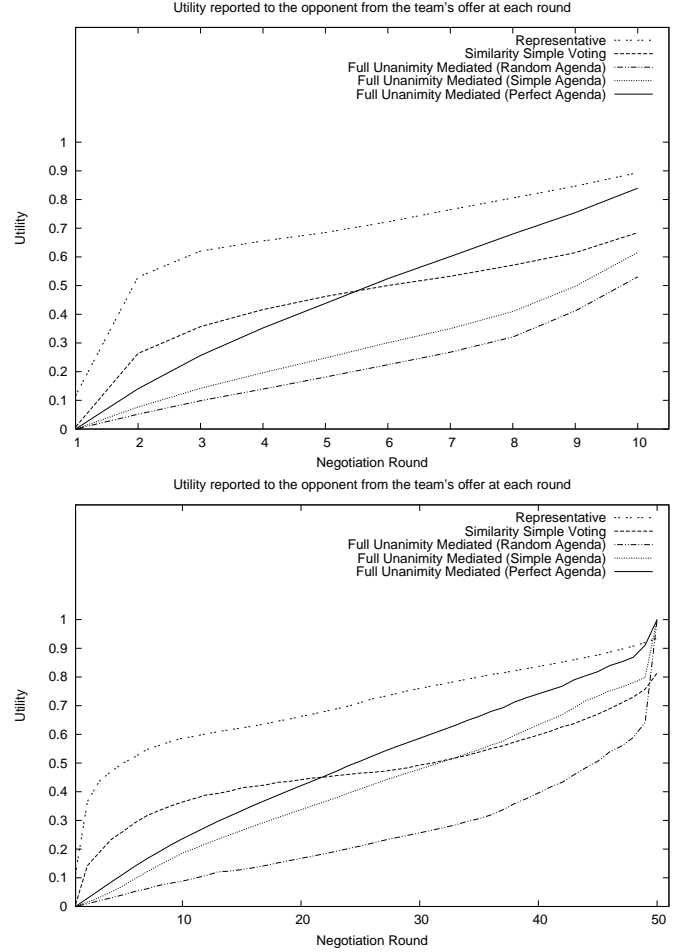 Utility reported to the opponent from the team's offer at each round
Representative
Similarity Simple Voting
Full Unanimity Mediated (Random Agenda)
Full Unanimity Mediated (Simple Agenda)
Full Unanimity Mediated (Perfect Agenda)
1
0.9
0.8
0.7
0.6
0.5
0.4
0.3
0.2
0.1
0
Utility
1 2 3 4 5 6 7 8 9 10
Negotiation Round
Utility reported to the opponent from the team's offer at each round
Representative
Similarity Simple Voting
Full Unanimity Mediated (Random Agenda)
Full Unanimity Mediated (Simple Agenda)
Full Unanimity Mediated (Perfect Agenda)
1
0.9
0.8
0.7
0.6
0.5
0.4
0.3
0.2
0.1
0
Utility
10 20 30 40 50
Negotiation Round